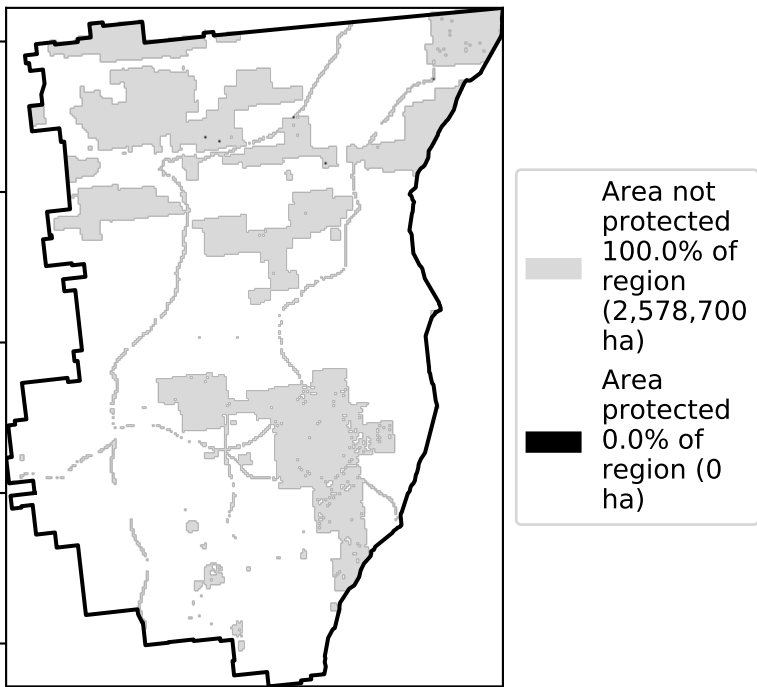 Area not
protected
100.0% of
region
(2,578,700
ha)
Area
protected
0.0% of
region (0
ha)